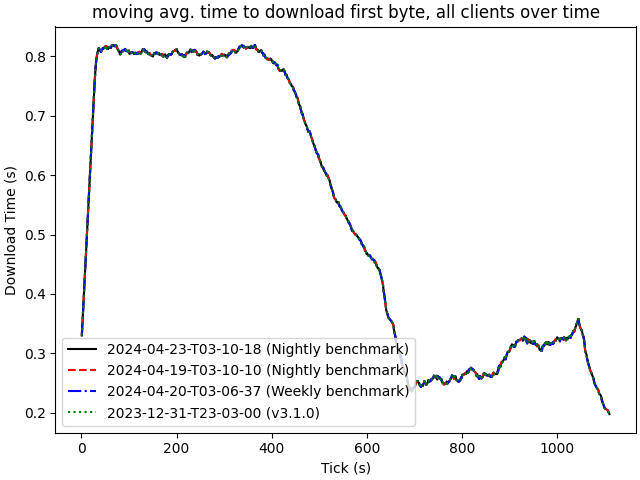 moving avg. time to download first byte, all clients over time
Download Time (s)
0.8
0.7
0.6
0.5
0.4
0.3
0.2
2024-04-23-T03-10-18 (Nightly benchmark)
2024-04-19-T03-10-10 (Nightly benchmark)
2024-04-20-T03-06-37 (Weekly benchmark)
2023-12-31-T23-03-00 (v3.1.0)
0 200 400 600 800 1000
Tick (s)